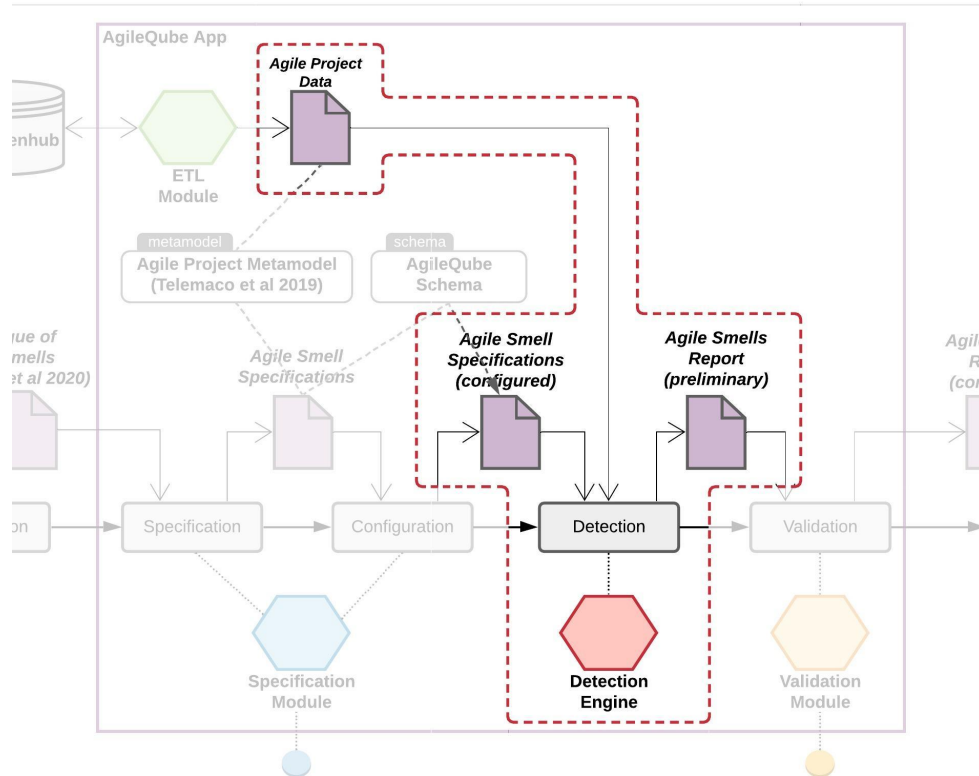 AgileQube App
Agile Project
Data
enhub
ETL
Module
metamodel
Agile Project Metamodel
(Telemaco et al 2019)
schema
AgileQube
Schema
gue of
mells
et al 2020)
Agile Smell
Specifications
Agile Smell
Specifications
(configured)
Agile Smells
Report
(preliminary)
Agile
R
(con
on
Specification
Configuration
Detection
Validation
Specification
Module
Detection
Engine
Validation
Module